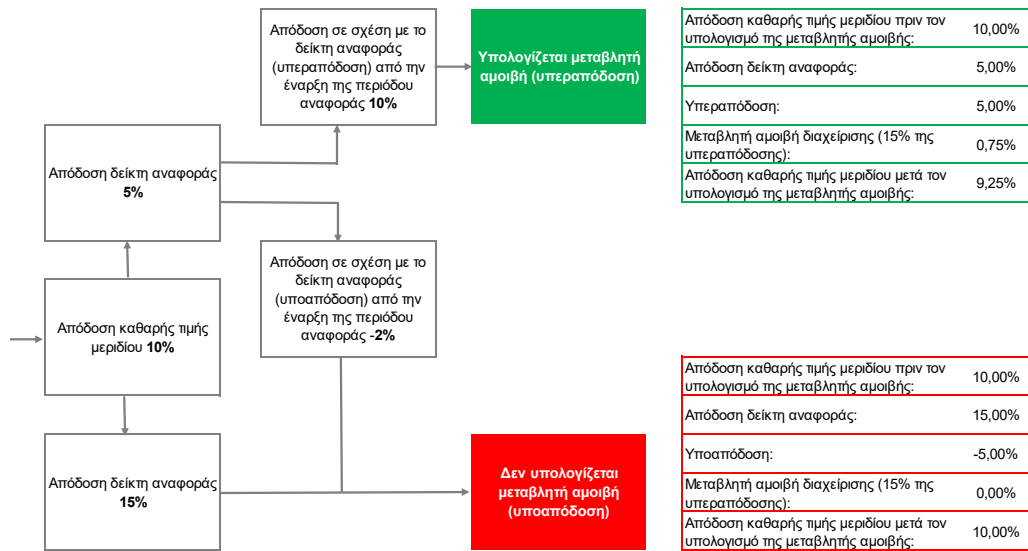 Απόδοση σε σχέση με το
δείκτη αναφοράς
(υπεραπόδοση) από την
έναρξη της περιόδου
αναφοράς 10%
Υπολογίζεται μεταβλητή
αμοιβή (υπεραπόδοση)
Απόδοση καθαρής τιμής μεριδίου πριν τον
υπολογισμό της μεταβλητής αμοιβής:
10,00%
Απόδοση δείκτη αναφοράς:
5,00%
Υπεραπόδοση:
5,00%
Μεταβλητή αμοιβή διαχείρισης (15% της
υπεραπόδοσης):
0,75%
Απόδοση καθαρής τιμής μεριδίου μετά τον
υπολογισμό της μεταβλητής αμοιβής:
9,25%
Απόδοση δείκτη αναφοράς
5%
Απόδοση σε σχέση με το
δείκτη αναφοράς
(υποαπόδοση) από την
έναρξη της περιόδου
αναφοράς -2%
Απόδοση καθαρής τιμής
μεριδίου 10%
Απόδοση δείκτη αναφοράς
15%
Δεν υπολογίζεται
μεταβλητή αμοιβή
(υποαπόδοση)
Απόδοση καθαρής τιμής μεριδίου πριν τον
υπολογισμό της μεταβλητής αμοιβής:
10,00%
Απόδοση δείκτη αναφοράς:
15,00%
Υποαπόδοση:
-5,00%
Μεταβλητή αμοιβή διαχείρισης (15% της
υπεραπόδοσης):
0,00%
Απόδοση καθαρής τιμής μεριδίου μετά τον
υπολογισμό της μεταβλητής αμοιβής:
10,00%